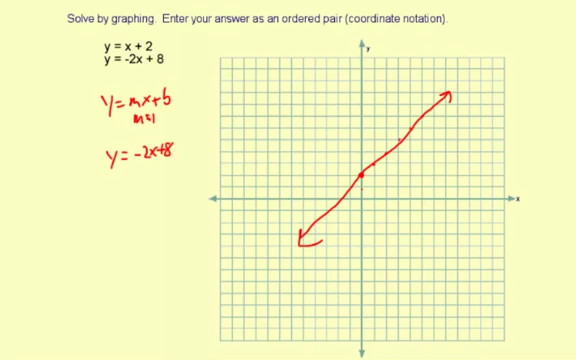 Solve by graphing. Enter your answer as an ordered pair (coordinate notation).
y = x + 2
y = -2x + 8
y = mx + b
m=1
y = -2x+8
y
x